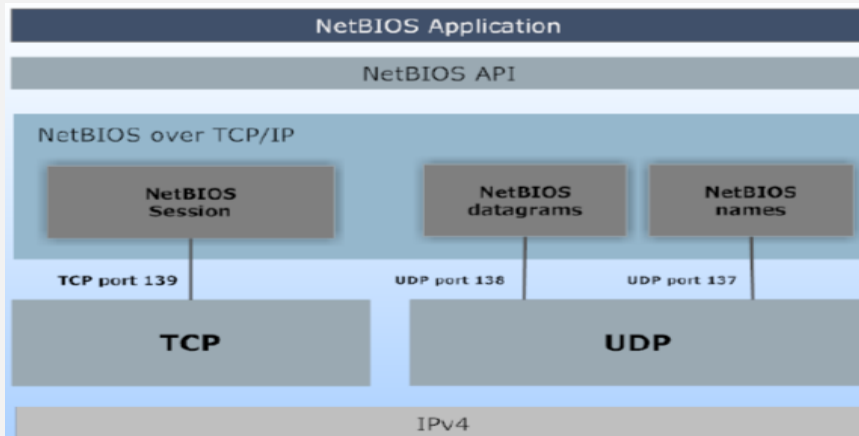 NetBIOS Application
NetBIOS API
NetBIOS over TCP/IP
NetBIOS
Session
NetBIOS
datagrams
NetBIOS
names
TCP port 139
UDP port 138
UDP port 137
TCP
UDP
IPv4